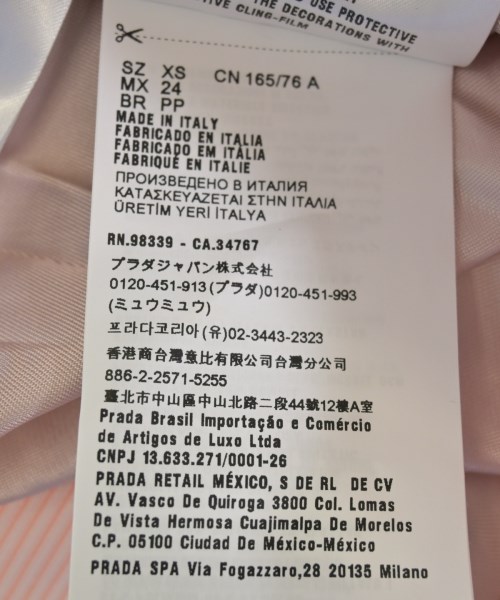 USE PROTECTIVE
THE DECORATIONS WITH
CLING-FILM
SZ XS CN 165/76 A
MX 24
BR PP
MADE IN ITALY
FABRICADO EN ITALIA
FABRICADO EM ITÁLIA
FABRIQUÉ EN ITALIE
ПРОИЗВЕДЕНО В ИТАЛИЯ
ΚΑΤΑΣΚΕΥΑΖΕΤΑΙ ΣΤΗΝ ΙΤΑΛΙΑ
ÜRETİM YERİ İTALYA
RN.98339 - CA.34767
プラダジャパン株式会社
0120-451-913(プラダ)0120-451-993
(ミュウミュウ)
프라다코리아(유)02-3443-2323
香港商台灣意比有限公司台灣分公司
886-2-2571-5255
臺北市中山區中山北路二段44號12樓A室
Prada Brasil Importação e Comércio
de Artigos de Luxo Ltda
CNPJ 13.633.271/0001-26
PRADA RETAIL MÉXICO, S DE RL DE CV
AV. Vasco De Quiroga 3800 Col. Lomas
De Vista Hermosa Cuajimalpa De Morelos
C.P. 05100 Ciudad De México-México
PRADA SPA Via Fogazzaro,28 20135 Milano